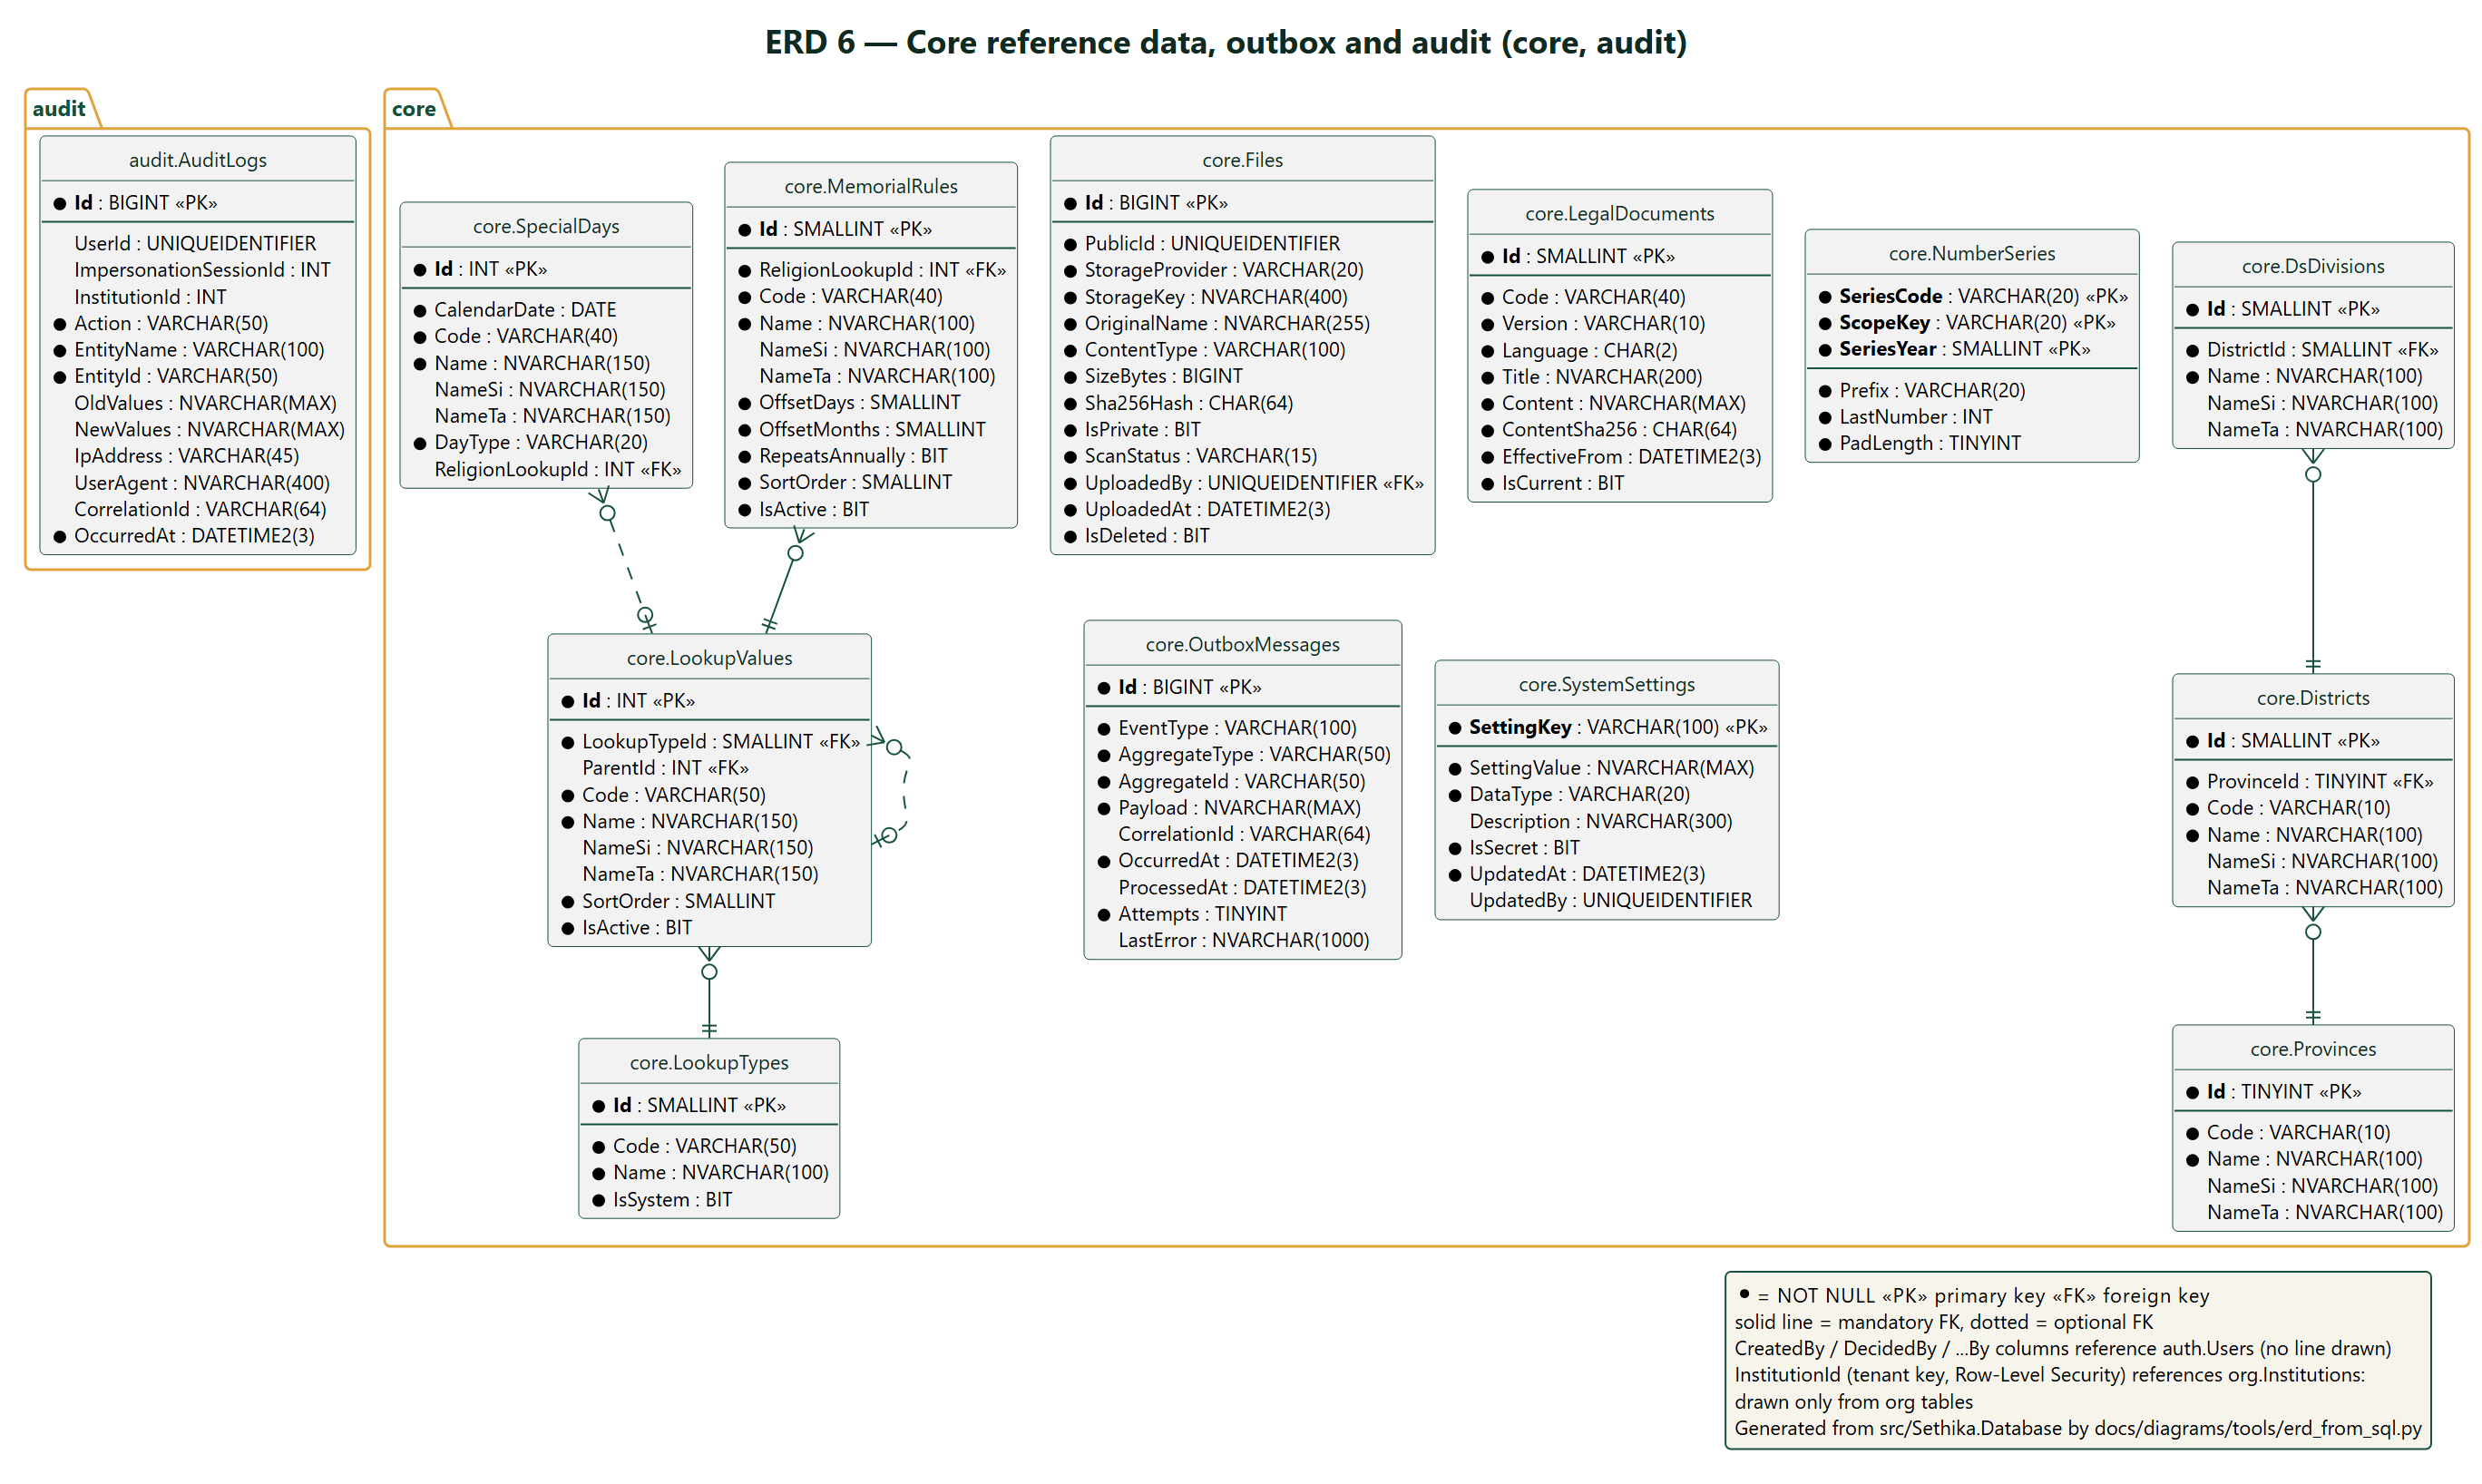 ERD 6 — Core reference data, outbox and audit (core, audit)
audit
audit.AuditLogs
● Id : BIGINT «PK»
UserId : UNIQUEIDENTIFIER
ImpersonationSessionId : INT
InstitutionId : INT
● Action : VARCHAR(50)
● EntityName : VARCHAR(100)
● EntityId : VARCHAR(50)
OldValues : NVARCHAR(MAX)
NewValues : NVARCHAR(MAX)
IpAddress : VARCHAR(45)
UserAgent : NVARCHAR(400)
CorrelationId : VARCHAR(64)
● OccurredAt : DATETIME2(3)
core
core.SpecialDays
● Id : INT «PK»
● CalendarDate : DATE
● Code : VARCHAR(40)
● Name : NVARCHAR(150)
NameSi : NVARCHAR(150)
NameTa : NVARCHAR(150)
● DayType : VARCHAR(20)
ReligionLookupId : INT «FK»
core.MemorialRules
● Id : SMALLINT «PK»
● ReligionLookupId : INT «FK»
● Code : VARCHAR(40)
● Name : NVARCHAR(100)
NameSi : NVARCHAR(100)
NameTa : NVARCHAR(100)
● OffsetDays : SMALLINT
● OffsetMonths : SMALLINT
● RepeatsAnnually : BIT
● SortOrder : SMALLINT
● IsActive : BIT
core.Files
● Id : BIGINT «PK»
● PublicId : UNIQUEIDENTIFIER
● StorageProvider : VARCHAR(20)
● StorageKey : NVARCHAR(400)
● OriginalName : NVARCHAR(255)
● ContentType : VARCHAR(100)
● SizeBytes : BIGINT
● Sha256Hash : CHAR(64)
● IsPrivate : BIT
● ScanStatus : VARCHAR(15)
● UploadedBy : UNIQUEIDENTIFIER «FK»
● UploadedAt : DATETIME2(3)
● IsDeleted : BIT
core.LegalDocuments
● Id : SMALLINT «PK»
● Code : VARCHAR(40)
● Version : VARCHAR(10)
● Language : CHAR(2)
● Title : NVARCHAR(200)
● Content : NVARCHAR(MAX)
● ContentSha256 : CHAR(64)
● EffectiveFrom : DATETIME2(3)
● IsCurrent : BIT
core.NumberSeries
● SeriesCode : VARCHAR(20) «PK»
● ScopeKey : VARCHAR(20) «PK»
● SeriesYear : SMALLINT «PK»
● Prefix : VARCHAR(20)
● LastNumber : INT
● PadLength : TINYINT
core.DsDivisions
● Id : SMALLINT «PK»
● DistrictId : SMALLINT «FK»
● Name : NVARCHAR(100)
NameSi : NVARCHAR(100)
NameTa : NVARCHAR(100)
core.LookupValues
● Id : INT «PK»
● LookupTypeId : SMALLINT «FK»
ParentId : INT «FK»
● Code : VARCHAR(50)
● Name : NVARCHAR(150)
NameSi : NVARCHAR(150)
NameTa : NVARCHAR(150)
● SortOrder : SMALLINT
● IsActive : BIT
core.OutboxMessages
● Id : BIGINT «PK»
● EventType : VARCHAR(100)
● AggregateType : VARCHAR(50)
● AggregateId : VARCHAR(50)
● Payload : NVARCHAR(MAX)
CorrelationId : VARCHAR(64)
● OccurredAt : DATETIME2(3)
ProcessedAt : DATETIME2(3)
● Attempts : TINYINT
LastError : NVARCHAR(1000)
core.SystemSettings
● SettingKey : VARCHAR(100) «PK»
● SettingValue : NVARCHAR(MAX)
● DataType : VARCHAR(20)
Description : NVARCHAR(300)
● IsSecret : BIT
● UpdatedAt : DATETIME2(3)
UpdatedBy : UNIQUEIDENTIFIER
core.Districts
● Id : SMALLINT «PK»
● ProvinceId : TINYINT «FK»
● Code : VARCHAR(10)
● Name : NVARCHAR(100)
NameSi : NVARCHAR(100)
NameTa : NVARCHAR(100)
core.LookupTypes
● Id : SMALLINT «PK»
● Code : VARCHAR(50)
● Name : NVARCHAR(100)
● IsSystem : BIT
core.Provinces
● Id : TINYINT «PK»
● Code : VARCHAR(10)
● Name : NVARCHAR(100)
NameSi : NVARCHAR(100)
NameTa : NVARCHAR(100)
● = NOT NULL «PK» primary key «FK» foreign key
solid line = mandatory FK, dotted = optional FK
CreatedBy / DecidedBy / ...By columns reference auth.Users (no line drawn)
InstitutionId (tenant key, Row-Level Security) references org.Institutions:
drawn only from org tables
Generated from src/Sethika.Database by docs/diagrams/tools/erd_from_sql.py